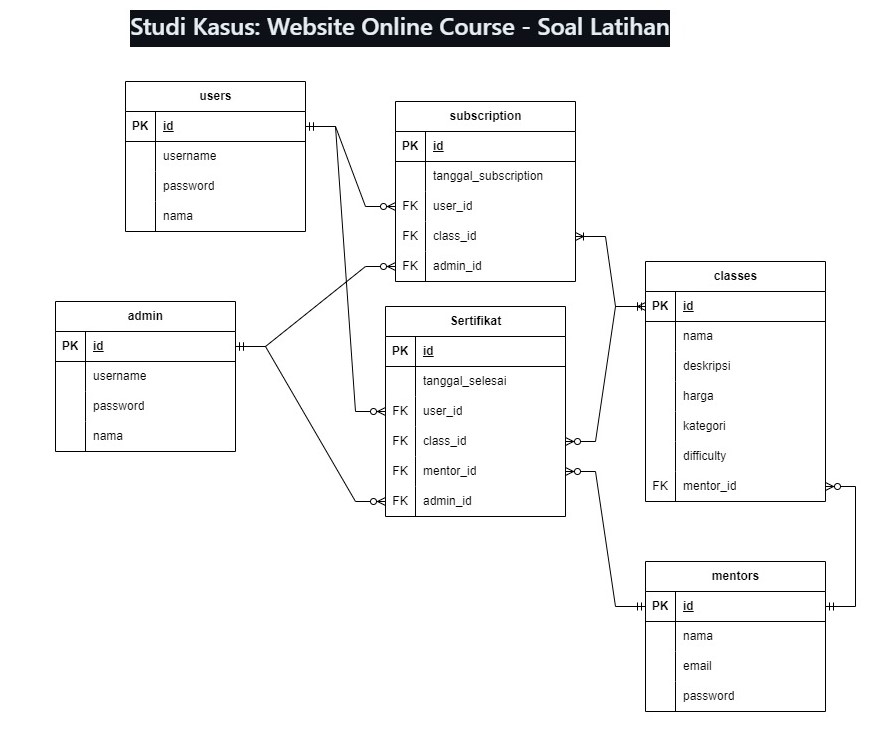 Studi Kasus: Website Online Course - Soal Latihan
users
PK id
username
password
nama
subscription
PK id
tanggal_subscription
FK user_id
FK class_id
FK admin_id
admin
PK id
username
password
nama
Sertifikat
PK id
tanggal_selesai
FK user_id
FK class_id
FK mentor_id
FK admin_id
classes
PK id
nama
deskripsi
harga
kategori
difficulty
FK mentor_id
mentors
PK id
nama
email
password